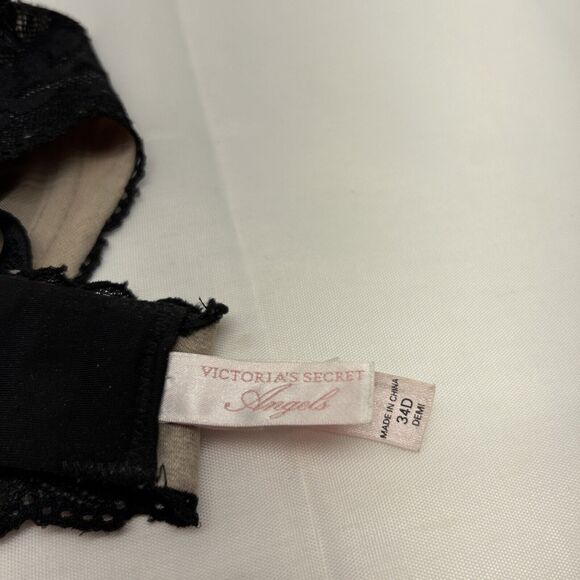 VICTORIA'S SECRET
Angels
MADE IN CHINA
34D
DEMI